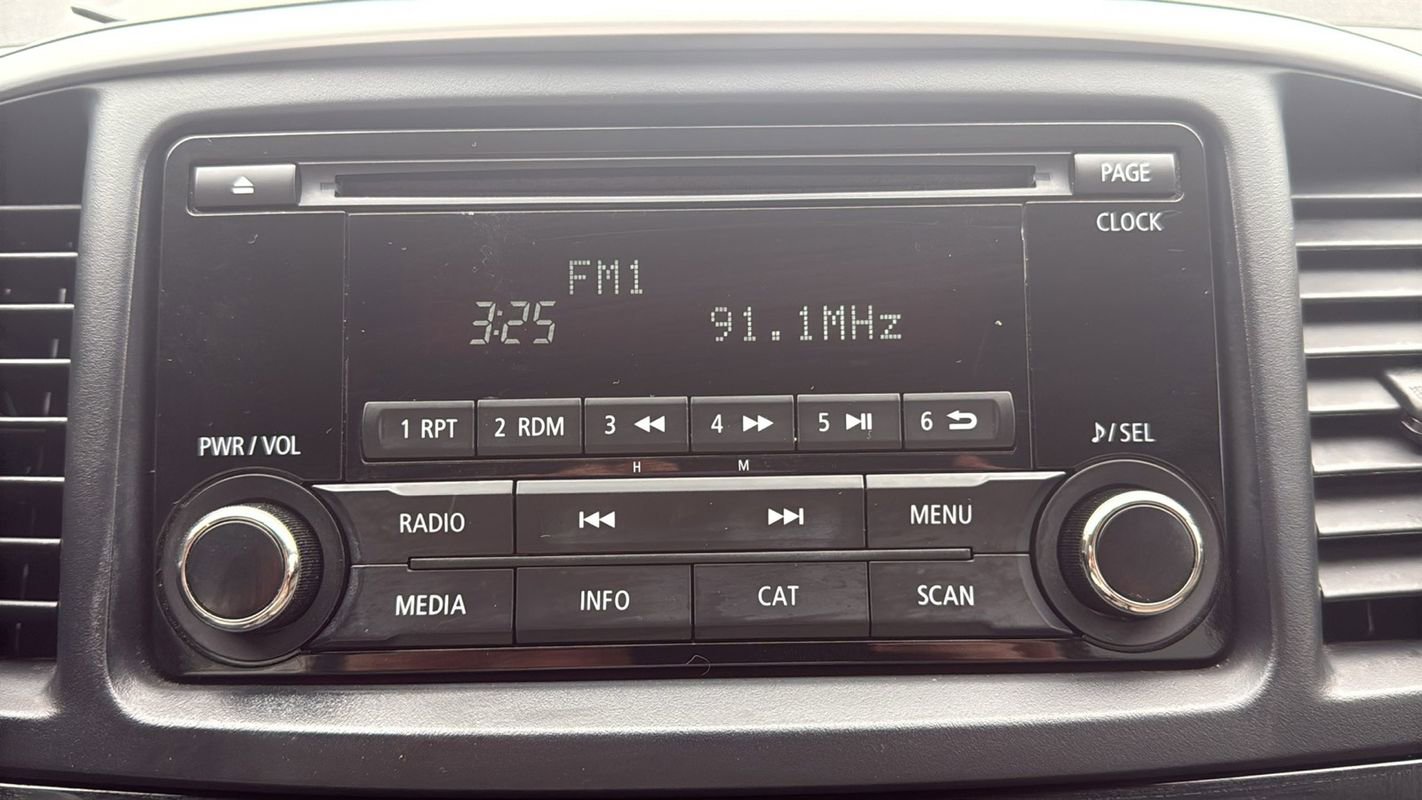 PAGE
CLOCK
FM1
3:25 91.1MHz
1 RPT 2 RDM 3 4 5 6
PWR / VOL
/ SEL
H M
RADIO MENU
MEDIA INFO CAT SCAN